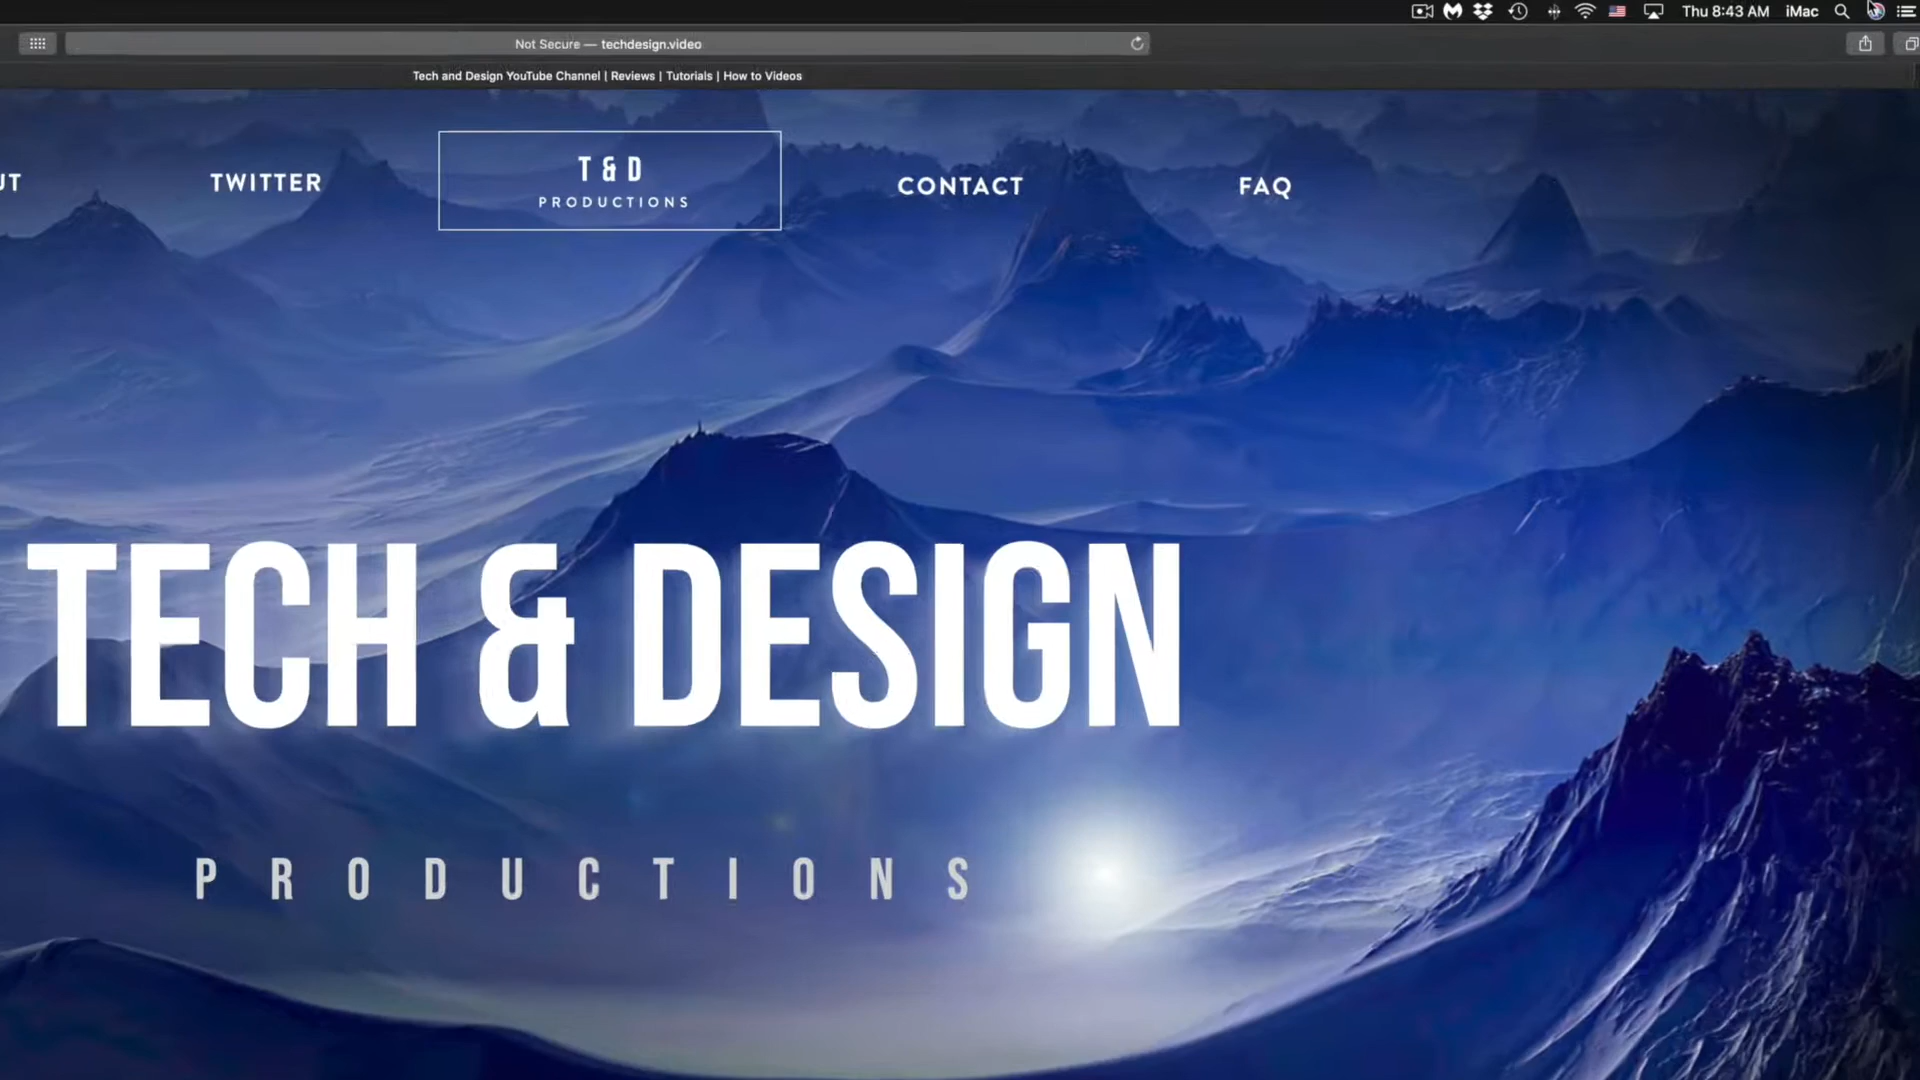 Thu 8:43 AM iMac
Not Secure — techdesign.video
Tech and Design YouTube Channel | Reviews | Tutorials | How to Videos
UT TWITTER T & D PRODUCTIONS CONTACT FAQ
TECH & DESIGN
PRODUCTIONS